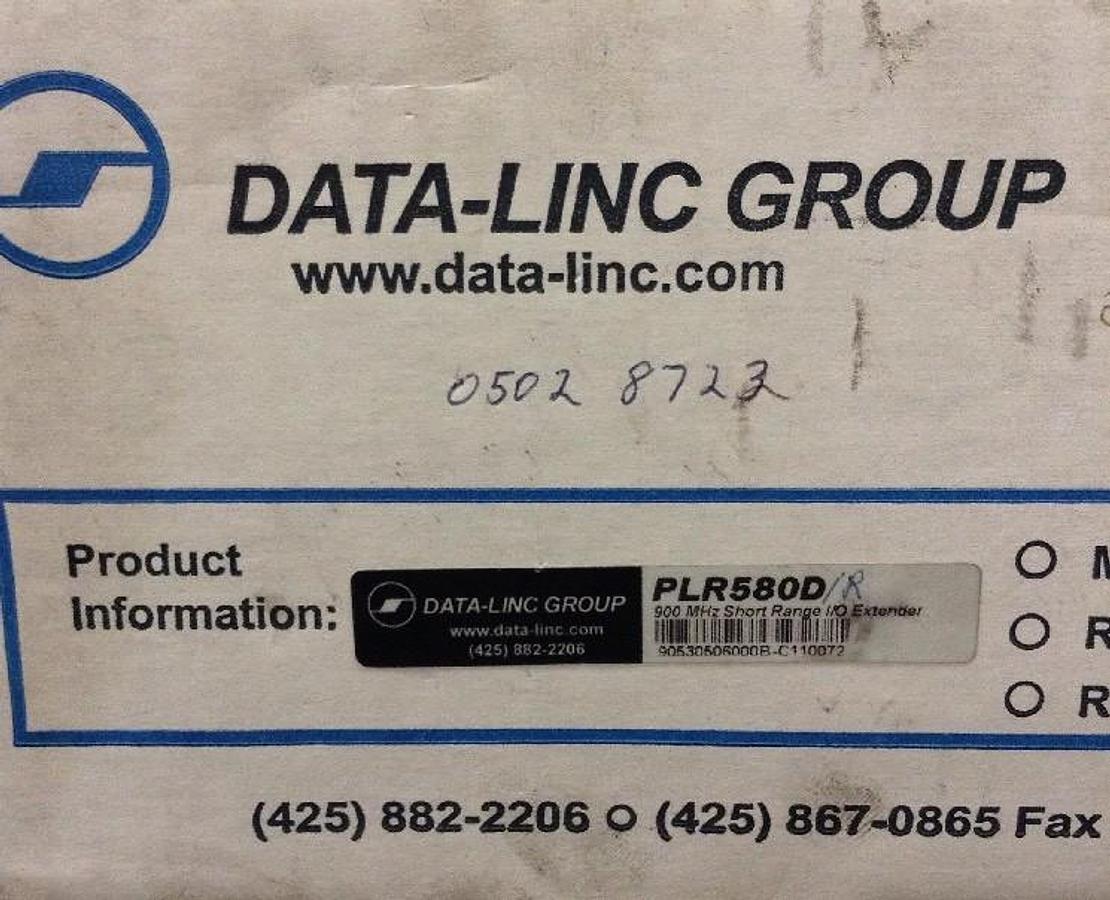 DATA-LINC GROUP
www.data-linc.com
0502 8723
Product
Information:
DATA-LINC GROUP
www.data-linc.com
(425) 882-2206
PLR580D/R
900 MHz Short Range I/O Extender
90530505000B-C110072
M
R
R
(425) 882-2206 O (425) 867-0865 Fax